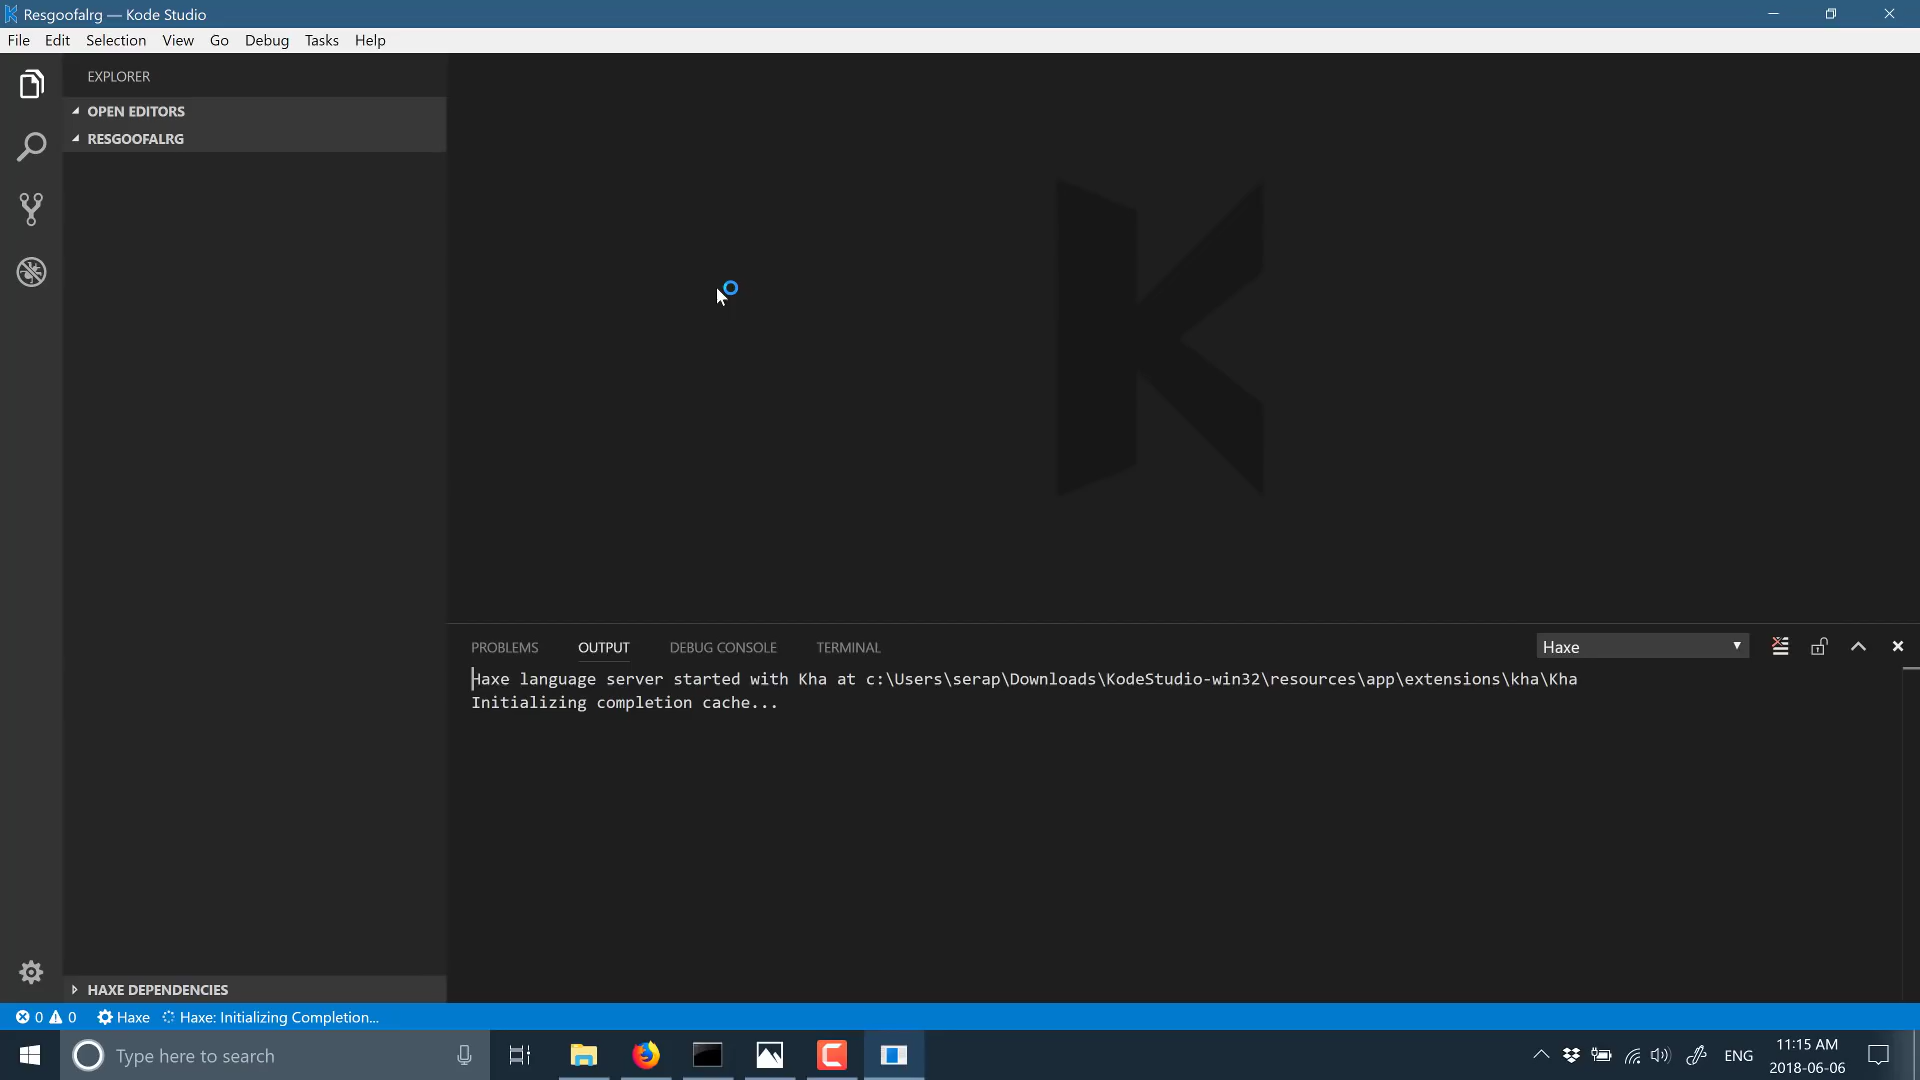 Resgoofalrg — Kode Studio
File Edit Selection View Go Debug Tasks Help
EXPLORER
OPEN EDITORS
RESGOOFALRG
PROBLEMS OUTPUT DEBUG CONSOLE TERMINAL Haxe
Haxe language server started with Kha at c:\Users\serap\Downloads\KodeStudio-win32\resources\app\extensions\kha\Kha
Initializing completion cache...
HAXE DEPENDENCIES
0 0 Haxe Haxe: Initializing Completion...
Type here to search
ENG
11:15 AM
2018-06-06